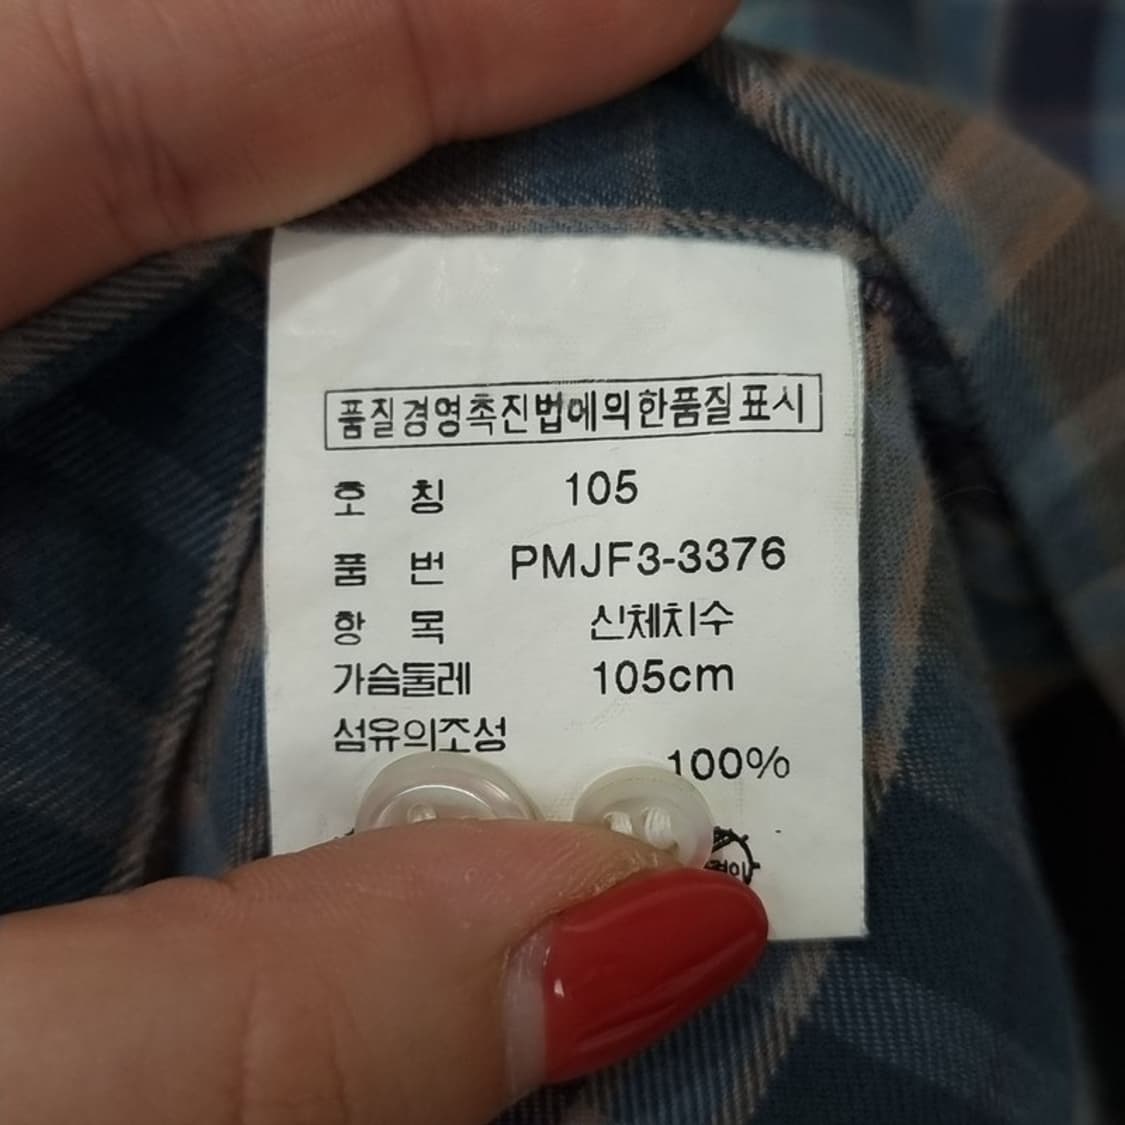 품질경영촉진법에의한품질표시
호 칭 105
품 번 PMJF3-3376
항 목 신체치수
가슴둘레 105cm
섬유의조성
100%